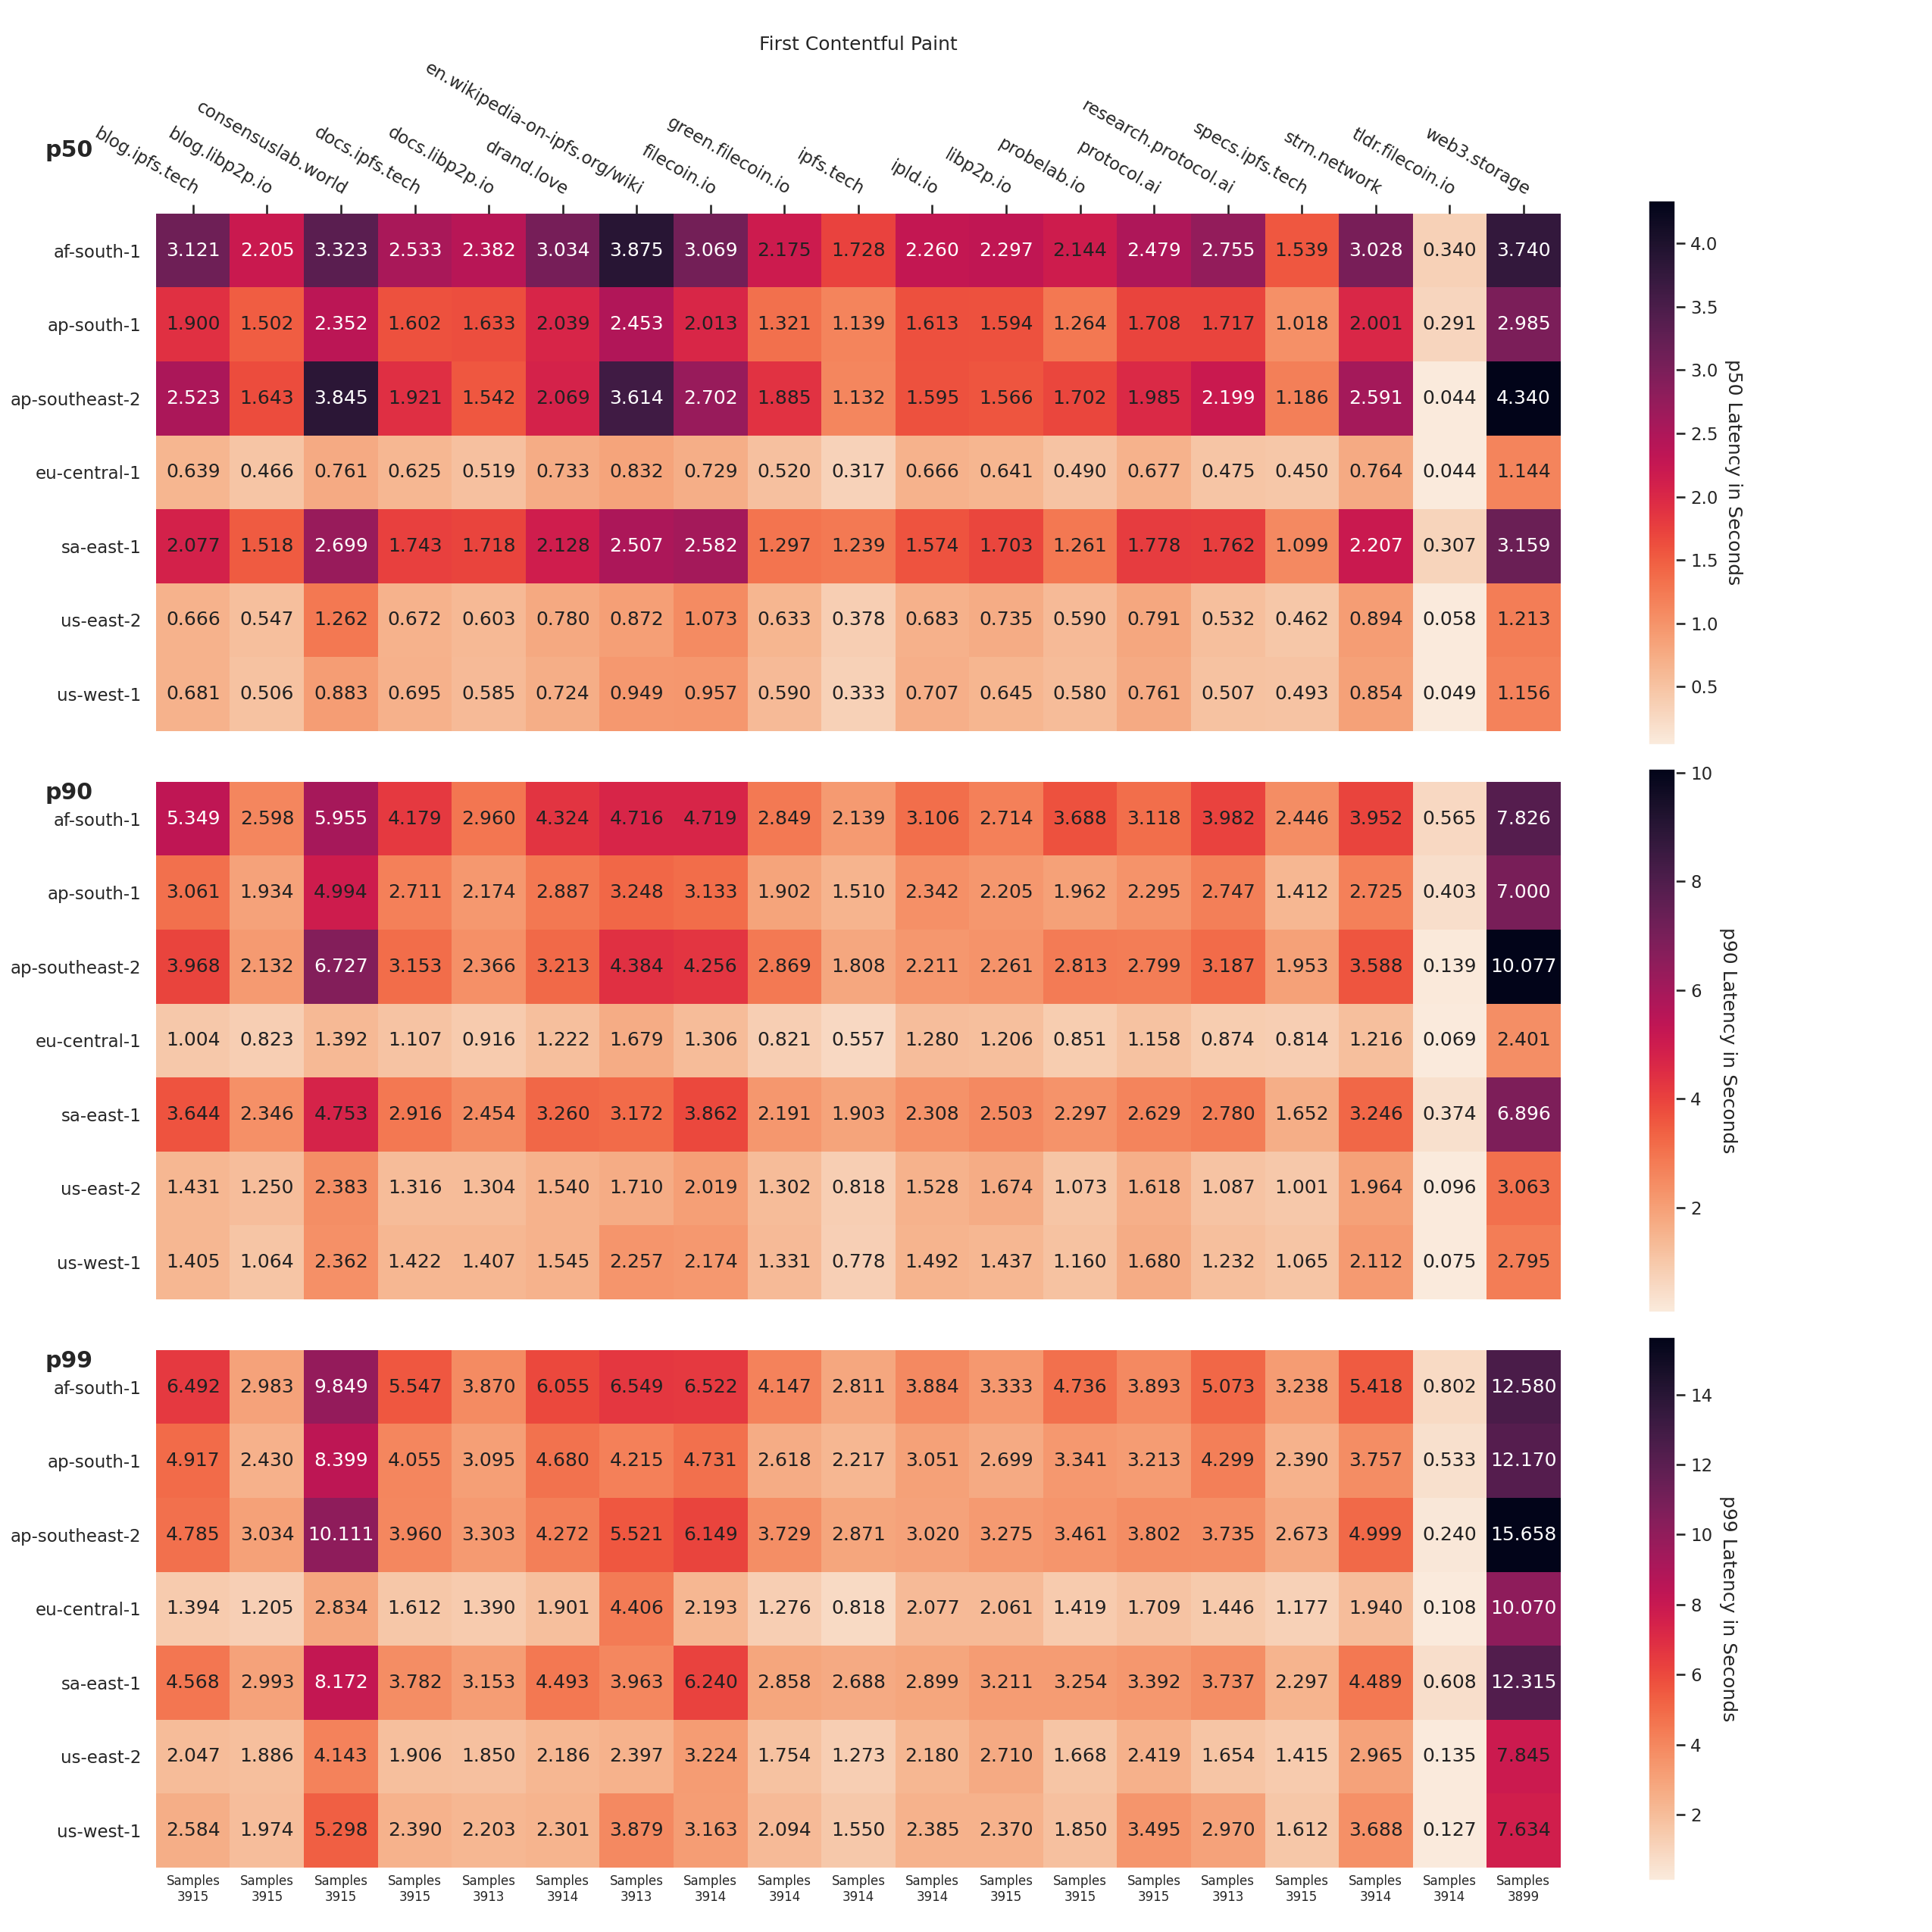 First Contentful Paint
p50
blog.ipfs.tech
blog.libp2p.io
consensuslab.world
docs.ipfs.tech
docs.libp2p.io
drand.love
en.wikipedia-on-ipfs.org/wiki
filecoin.io
green.filecoin.io
ipfs.tech
ipld.io
libp2p.io
probelab.io
protocol.ai
research.protocol.ai
specs.ipfs.tech
strn.network
tldr.filecoin.io
web3.storage
af-south-1 3.121 2.205 3.323 2.533 2.382 3.034 3.875 3.069 2.175 1.728 2.260 2.297 2.144 2.479 2.755 1.539 3.028 0.340 3.740
ap-south-1 1.900 1.502 2.352 1.602 1.633 2.039 2.453 2.013 1.321 1.139 1.613 1.594 1.264 1.708 1.717 1.018 2.001 0.291 2.985
ap-southeast-2 2.523 1.643 3.845 1.921 1.542 2.069 3.614 2.702 1.885 1.132 1.595 1.566 1.702 1.985 2.199 1.186 2.591 0.044 4.340
eu-central-1 0.639 0.466 0.761 0.625 0.519 0.733 0.832 0.729 0.520 0.317 0.666 0.641 0.490 0.677 0.475 0.450 0.764 0.044 1.144
sa-east-1 2.077 1.518 2.699 1.743 1.718 2.128 2.507 2.582 1.297 1.239 1.574 1.703 1.261 1.778 1.762 1.099 2.207 0.307 3.159
us-east-2 0.666 0.547 1.262 0.672 0.603 0.780 0.872 1.073 0.633 0.378 0.683 0.735 0.590 0.791 0.532 0.462 0.894 0.058 1.213
us-west-1 0.681 0.506 0.883 0.695 0.585 0.724 0.949 0.957 0.590 0.333 0.707 0.645 0.580 0.761 0.507 0.493 0.854 0.049 1.156
4.0
3.5
3.0
2.5
2.0
1.5
1.0
0.5
p50 Latency in Seconds
p90
af-south-1 5.349 2.598 5.955 4.179 2.960 4.324 4.716 4.719 2.849 2.139 3.106 2.714 3.688 3.118 3.982 2.446 3.952 0.565 7.826
ap-south-1 3.061 1.934 4.994 2.711 2.174 2.887 3.248 3.133 1.902 1.510 2.342 2.205 1.962 2.295 2.747 1.412 2.725 0.403 7.000
ap-southeast-2 3.968 2.132 6.727 3.153 2.366 3.213 4.384 4.256 2.869 1.808 2.211 2.261 2.813 2.799 3.187 1.953 3.588 0.139 10.077
eu-central-1 1.004 0.823 1.392 1.107 0.916 1.222 1.679 1.306 0.821 0.557 1.280 1.206 0.851 1.158 0.874 0.814 1.216 0.069 2.401
sa-east-1 3.644 2.346 4.753 2.916 2.454 3.260 3.172 3.862 2.191 1.903 2.308 2.503 2.297 2.629 2.780 1.652 3.246 0.374 6.896
us-east-2 1.431 1.250 2.383 1.316 1.304 1.540 1.710 2.019 1.302 0.818 1.528 1.674 1.073 1.618 1.087 1.001 1.964 0.096 3.063
us-west-1 1.405 1.064 2.362 1.422 1.407 1.545 2.257 2.174 1.331 0.778 1.492 1.437 1.160 1.680 1.232 1.065 2.112 0.075 2.795
10
8
6
4
2
p90 Latency in Seconds
p99
af-south-1 6.492 2.983 9.849 5.547 3.870 6.055 6.549 6.522 4.147 2.811 3.884 3.333 4.736 3.893 5.073 3.238 5.418 0.802 12.580
ap-south-1 4.917 2.430 8.399 4.055 3.095 4.680 4.215 4.731 2.618 2.217 3.051 2.699 3.341 3.213 4.299 2.390 3.757 0.533 12.170
ap-southeast-2 4.785 3.034 10.111 3.960 3.303 4.272 5.521 6.149 3.729 2.871 3.020 3.275 3.461 3.802 3.735 2.673 4.999 0.240 15.658
eu-central-1 1.394 1.205 2.834 1.612 1.390 1.901 4.406 2.193 1.276 0.818 2.077 2.061 1.419 1.709 1.446 1.177 1.940 0.108 10.070
sa-east-1 4.568 2.993 8.172 3.782 3.153 4.493 3.963 6.240 2.858 2.688 2.899 3.211 3.254 3.392 3.737 2.297 4.489 0.608 12.315
us-east-2 2.047 1.886 4.143 1.906 1.850 2.186 2.397 3.224 1.754 1.273 2.180 2.710 1.668 2.419 1.654 1.415 2.965 0.135 7.845
us-west-1 2.584 1.974 5.298 2.390 2.203 2.301 3.879 3.163 2.094 1.550 2.385 2.370 1.850 3.495 2.970 1.612 3.688 0.127 7.634
14
12
10
8
6
4
2
p99 Latency in Seconds
Samples Samples Samples Samples Samples Samples Samples Samples Samples Samples Samples Samples Samples Samples Samples Samples Samples Samples Samples
3915 3915 3915 3915 3913 3914 3913 3914 3914 3914 3914 3915 3915 3915 3913 3915 3914 3914 3899